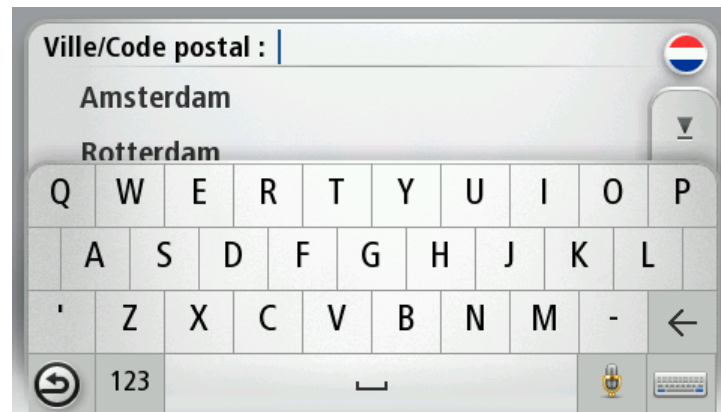 Ville/Code postal :
Amsterdam
Rotterdam
Q W E R T Y U I O P
A S D F G H J K L
' Z X C V B N M -
123